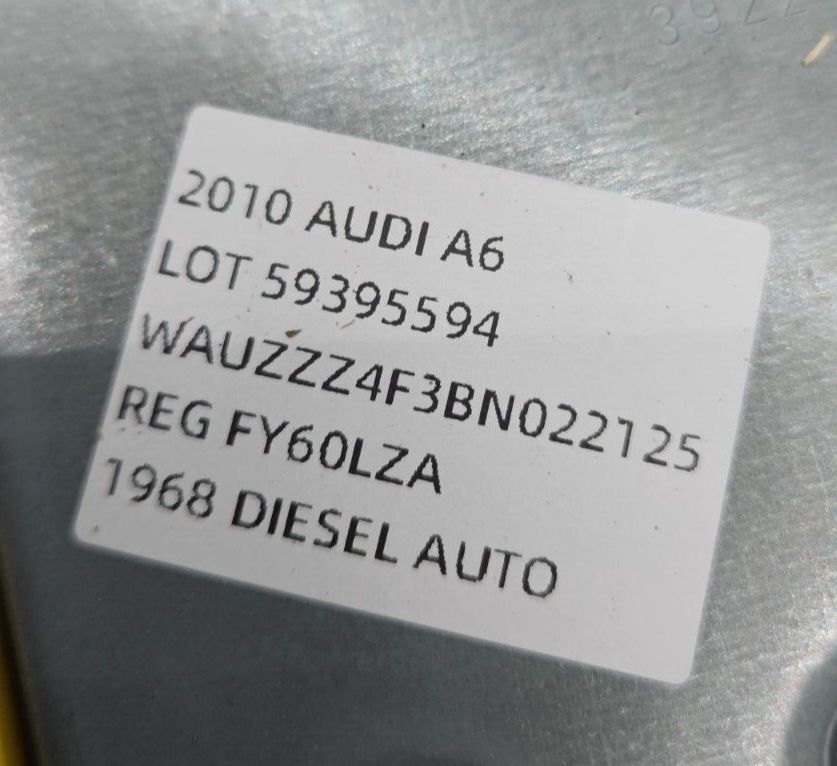 2010 AUDI A6
LOT 59395594
WAUZZZ4F3BN022125
REG FY60LZA
1968 DIESEL AUTO